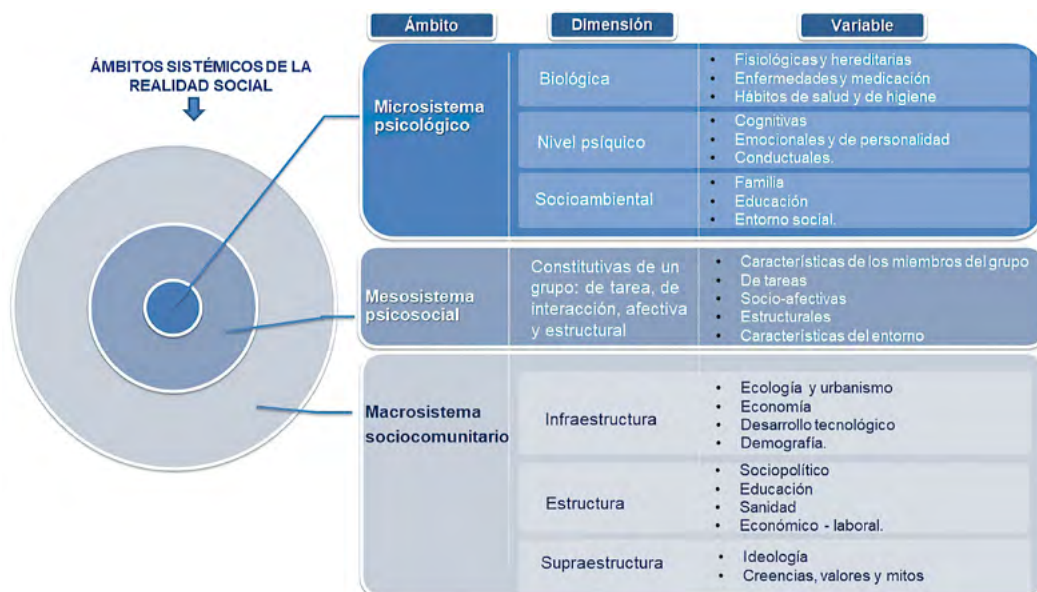 ÁMBITOS SISTÉMICOS DE LA
REALIDAD SOCIAL
Ámbito
Dimensión
Variable
Microsistema
psicológico
Biológica
• Fisiológicas y hereditarias
• Enfermedades y medicación
• Hábitos de salud y de higiene
Nivel psíquico
• Cognitivas
• Emocionales y de personalidad
• Conductuales.
Socioambiental
• Familia
• Educación
• Entorno social.
Mesosistema
psicosocial
Constitutivas de un
grupo: de tarea, de
interacción, afectiva
y estructural
• Características de los miembros del grupo
• De tareas
• Socio-afectivas
• Estructurales
• Características del entorno
Macrosistema
sociocomunitario
Infraestructura
• Ecología y urbanismo
• Economía
• Desarrollo tecnológico
• Demografía.
Estructura
• Sociopolítico
• Educación
• Sanidad
• Económico - laboral.
Supraestructura
• Ideología
• Creencias, valores y mitos